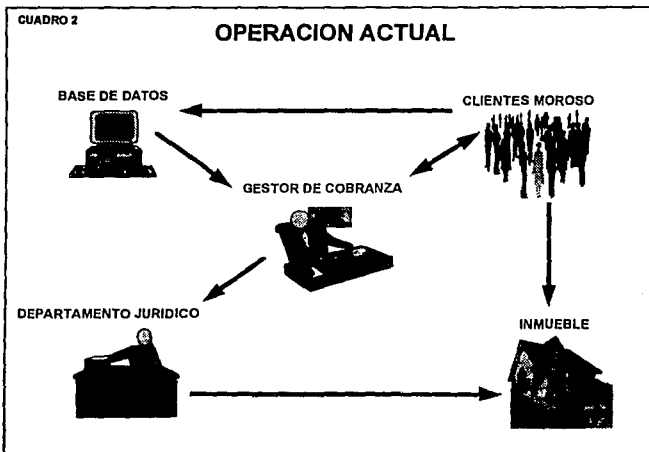 CUADRO 2
OPERACION ACTUAL
BASE DE DATOS
CLIENTES MOROSO
GESTOR DE COBRANZA
DEPARTAMENTO JURIDICO
INMUEBLE